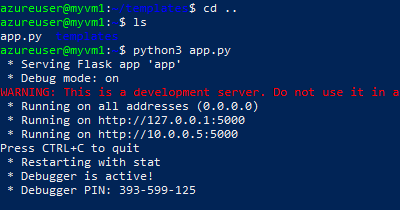 azureuser@myvm1:~/templates$ cd ..
azureuser@myvm1:~$ ls
app.py templates
azureuser@myvm1:~$ python3 app.py
* Serving Flask app 'app'
* Debug mode: on
WARNING: This is a development server. Do not use it in a
* Running on all addresses (0.0.0.0)
* Running on http://127.0.0.1:5000
* Running on http://10.0.0.5:5000
Press CTRL+C to quit
* Restarting with stat
* Debugger is active!
* Debugger PIN: 393-599-125